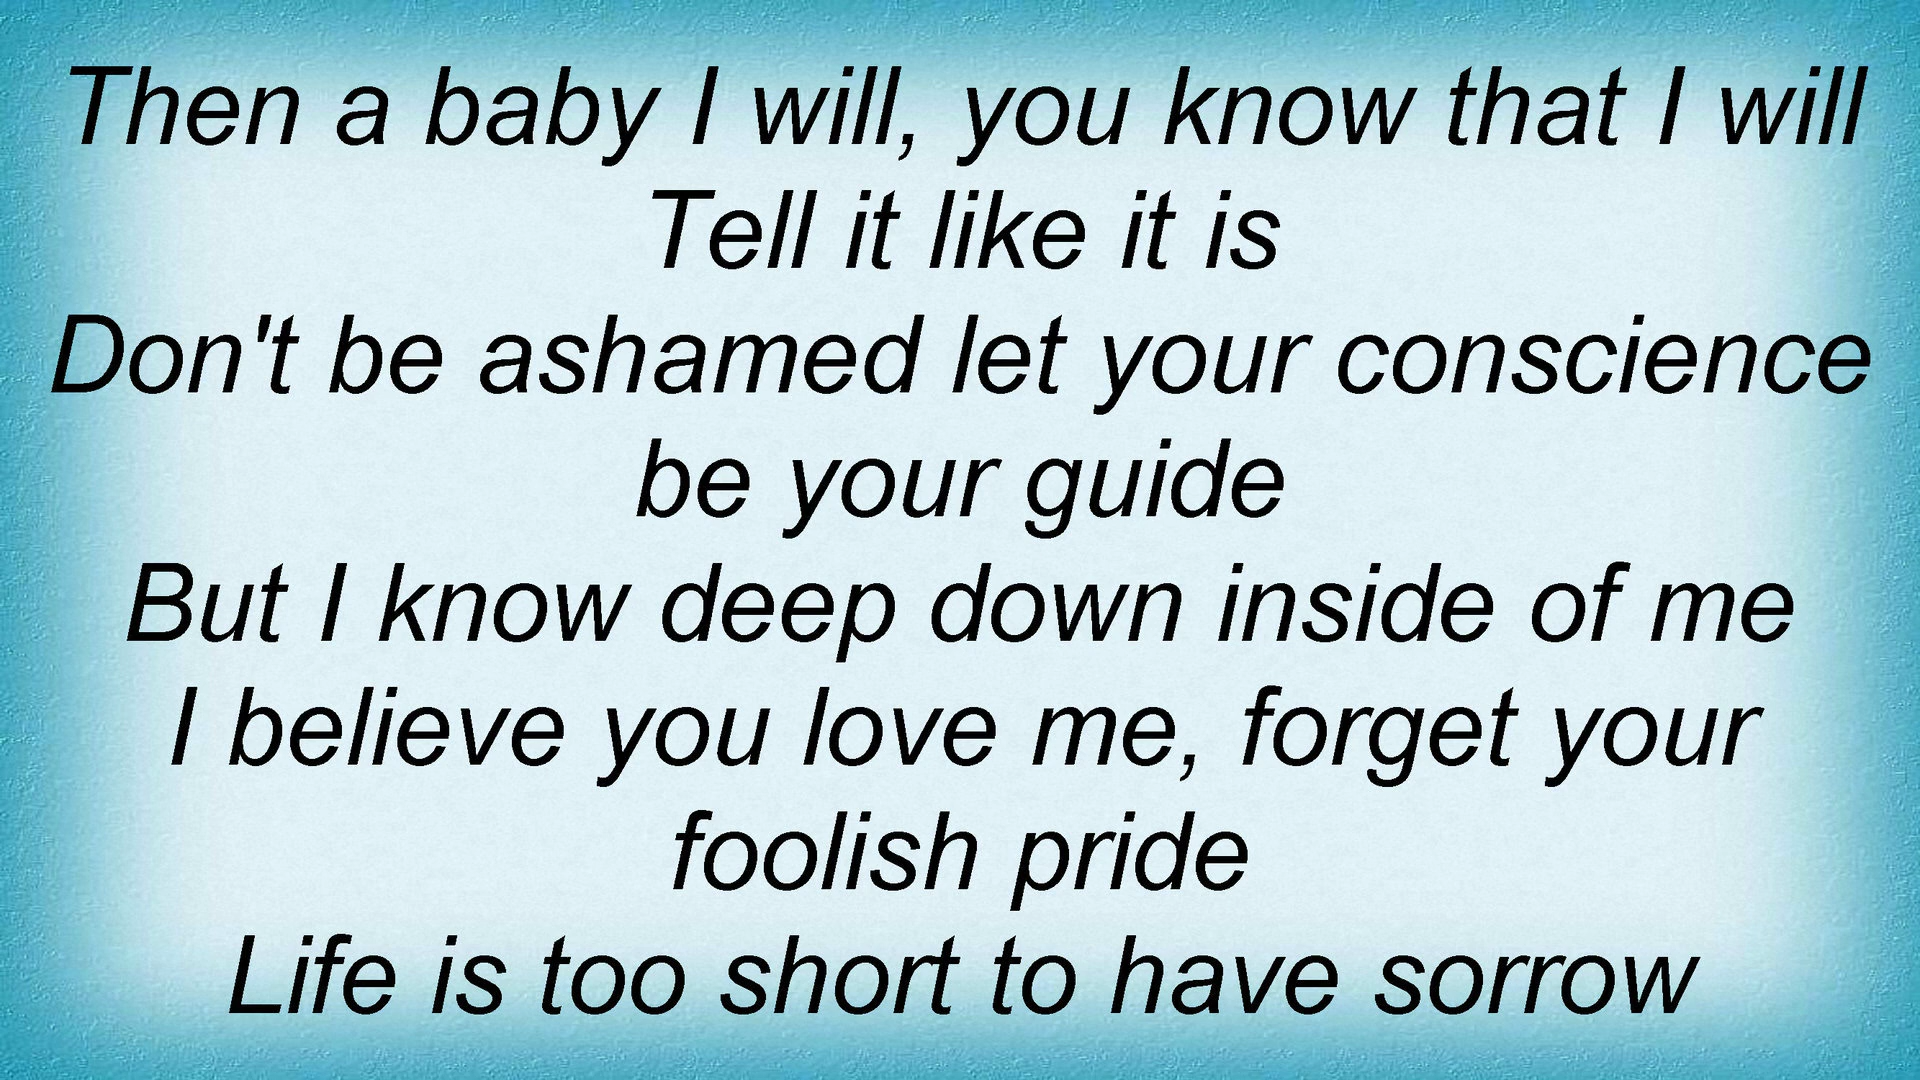 Then a baby I will, you know that I will
Tell it like it is
Don't be ashamed let your conscience
be your guide
But I know deep down inside of me
I believe you love me, forget your
foolish pride
Life is too short to have sorrow